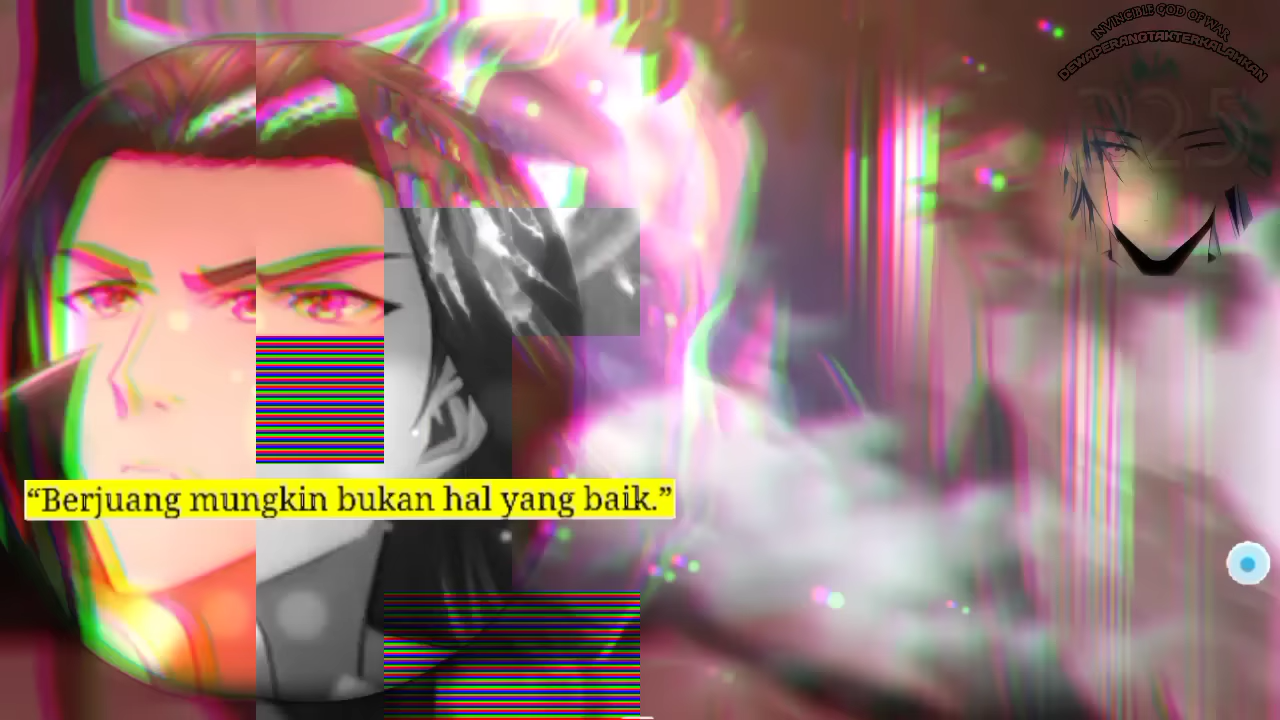 INVINCIBLE GOD OF WAR
DEWAPERANGTAKTERKALAHKAN
“Berjuang mungkin bukan hal yang baik.”